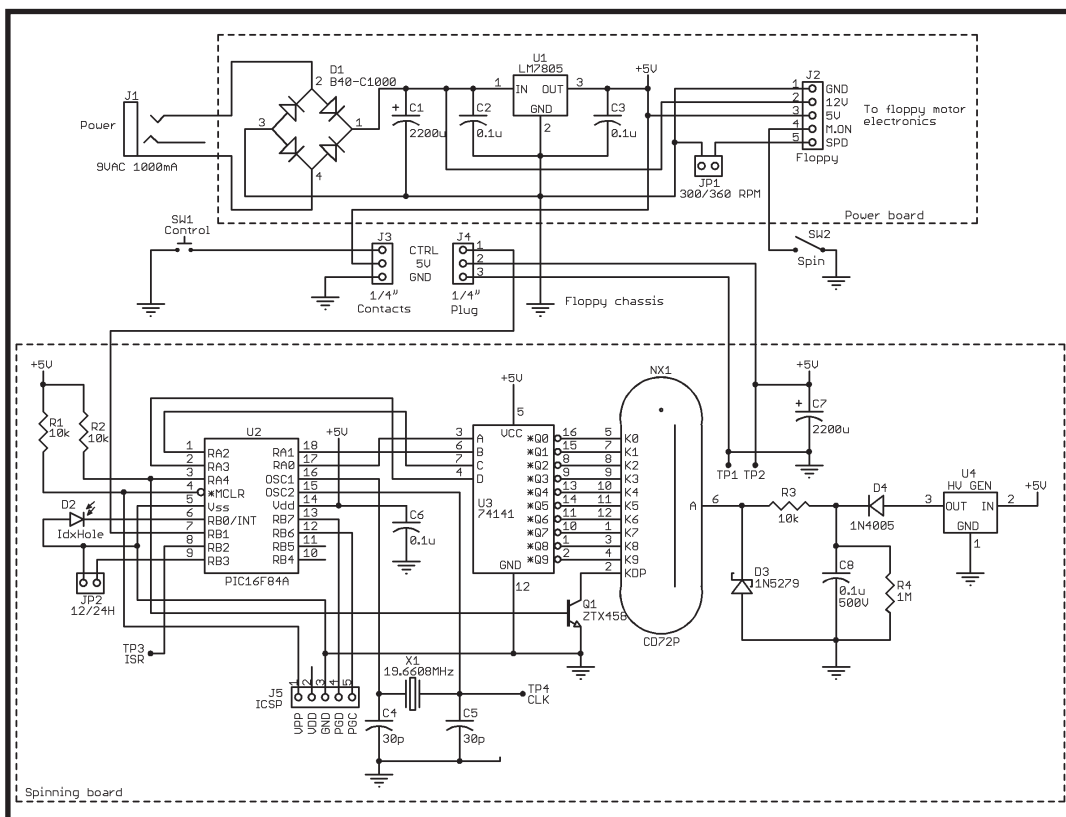 J1
Power
9VAC 1000mA
D1
B40-C1000
2
3
1
4
+
C1
2200u
C2
0.1u
U1
LM7805
1
IN
OUT
3
GND
2
C3
0.1u
+5V
JP1
300/360 RPM
J2
1
GND
2
12V
3
5V
4
M.ON
5
SPD
Floppy
To floppy motor
electronics
Power board
SW1
Control
J3
CTRL
5V
GND
1/4"
Contacts
J4
1
2
3
1/4"
Plug
Floppy chassis
SW2
Spin
+5V
R1
10k
R2
10k
D2
IdxHole
JP2
12/24H
TP3
ISR
U2
1
RA2
RA1
18
2
RA3
RA0
17
3
RA4
OSC1
16
4
*MCLR
OSC2
15
5
Vss
Vdd
14
6
RB0/INT
RB7
13
7
RB1
RB6
12
8
RB2
RB5
11
9
RB3
RB4
10
PIC16F84A
+5V
C6
0.1u
+5V
5
VCC
3
A
6
B
7
C
4
D
U3
74141
GND
12
*Q0
16
*Q1
15
*Q2
8
*Q3
9
*Q4
13
*Q5
14
*Q6
11
*Q7
10
*Q8
1
*Q9
2
NX1
5
K0
7
K1
8
K2
9
K3
10
K4
11
K5
12
K6
1
K7
3
K8
4
K9
2
KDP
A
6
CD72P
Q1
ZTX458
TP1
TP2
+5V
+
C7
2200u
R3
10k
D4
1N4005
D3
1N5279
C8
0.1u
500V
R4
1M
U4
HV GEN
3
OUT
IN
2
GND
1
+5V
J5
ICSP
1
2
3
4
5
VPP
VDD
GND
PGD
PGC
X1
19.6608MHz
TP4
CLK
C4
30p
C5
30p
Spinning board